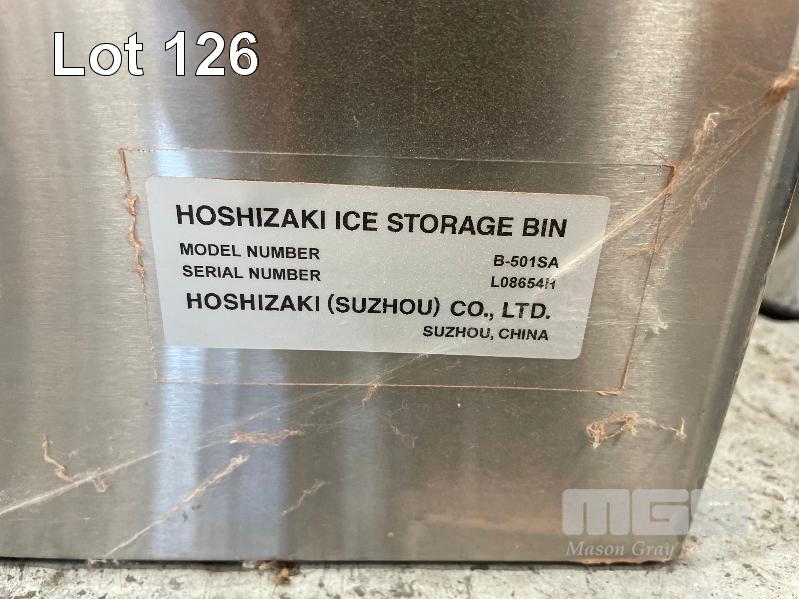 Lot 126
HOSHIZAKI ICE STORAGE BIN
MODEL NUMBER B-501SA
SERIAL NUMBER L08654H
HOSHIZAKI (SUZHOU) CO., LTD.
SUZHOU, CHINA
MGS
Mason Gray